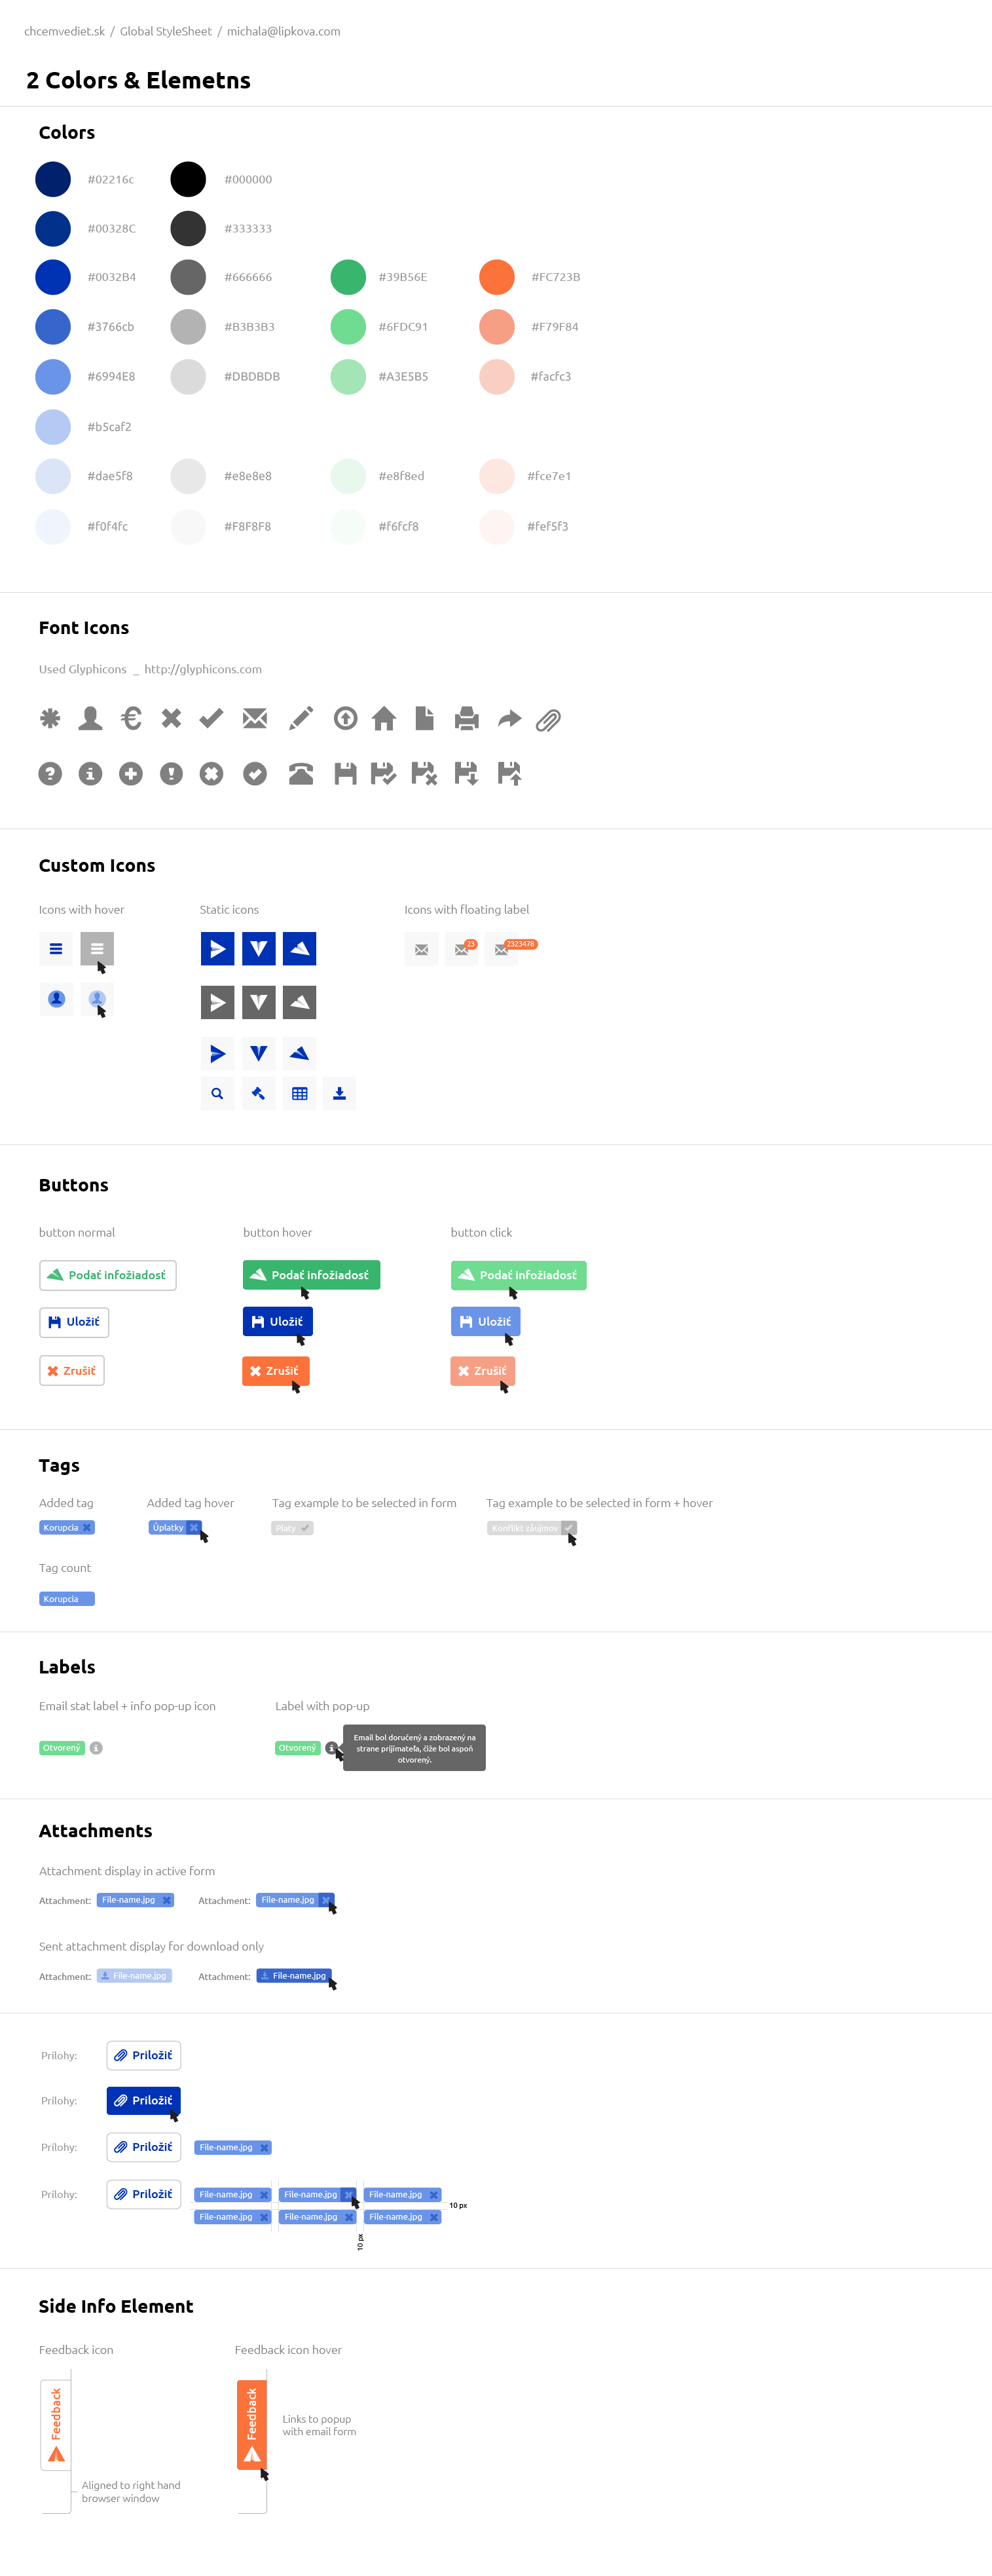 chcemvediet.sk / Global StyleSheet / michala@lipkova.com
2 Colors & Elemetns
Colors
#02216c #000000
#00328C #333333
#0032B4 #666666 #39B56E #FC723B
#3766cb #B3B3B3 #6FDC91 #F79F84
#6994E8 #DBDBDB #A3E5B5 #facfc3
#b5caf2
#dae5f8 #e8e8e8 #e8f8ed #fce7e1
#f0f4fc #F8F8F8 #f6fcf8 #fef5f3
Font Icons
Used Glyphicons _ http://glyphicons.com
Custom Icons
Icons with hover Static icons Icons with floating label
23 2323478
Buttons
button normal button hover button click
Podať infožiadosť Podať infožiadosť Podať infožiadosť
Uložiť Uložiť Uložiť
Zrušiť Zrušiť Zrušiť
Tags
Added tag Added tag hover Tag example to be selected in form Tag example to be selected in form + hover
Korupcia Úplatky Platy Konflikt záujmov
Tag count
Korupcia
Labels
Email stat label + info pop-up icon Label with pop-up
Otvorený Otvorený
Email bol doručený a zobrazený na
strane prijímateľa, čiže bol aspoň
otvorený.
Attachments
Attachment display in active form
Attachment: File-name.jpg Attachment: File-name.jpg
Sent attachment display for download only
Attachment: File-name.jpg Attachment: File-name.jpg
Prílohy: Priložiť
Prílohy: Priložiť
Prílohy: Priložiť File-name.jpg
Prílohy: Priložiť File-name.jpg File-name.jpg File-name.jpg
10 px
File-name.jpg File-name.jpg File-name.jpg
10 px
Side Info Element
Feedback icon Feedback icon hover
Feedback Feedback
Links to popup
with email form
Aligned to right hand
browser window